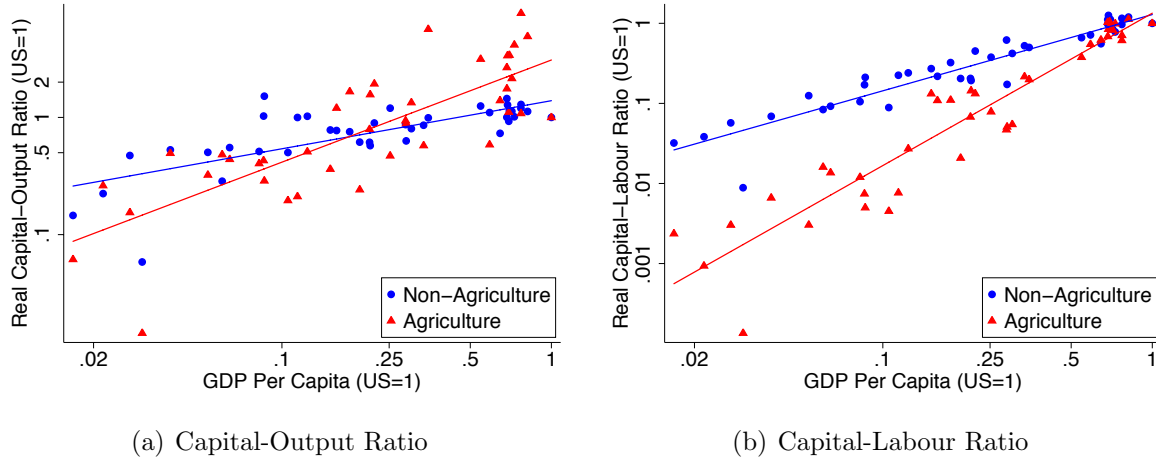 Real Capital−Output Ratio (US=1)
2
1
.5
.1
.02
.1
.25
.5
1
GDP Per Capita (US=1)
Non−Agriculture
Agriculture
(a) Capital-Output Ratio
Real Capital−Labour Ratio (US=1)
1
.1
.01
.001
.02
.1
.25
.5
1
GDP Per Capita (US=1)
Non−Agriculture
Agriculture
(b) Capital-Labour Ratio